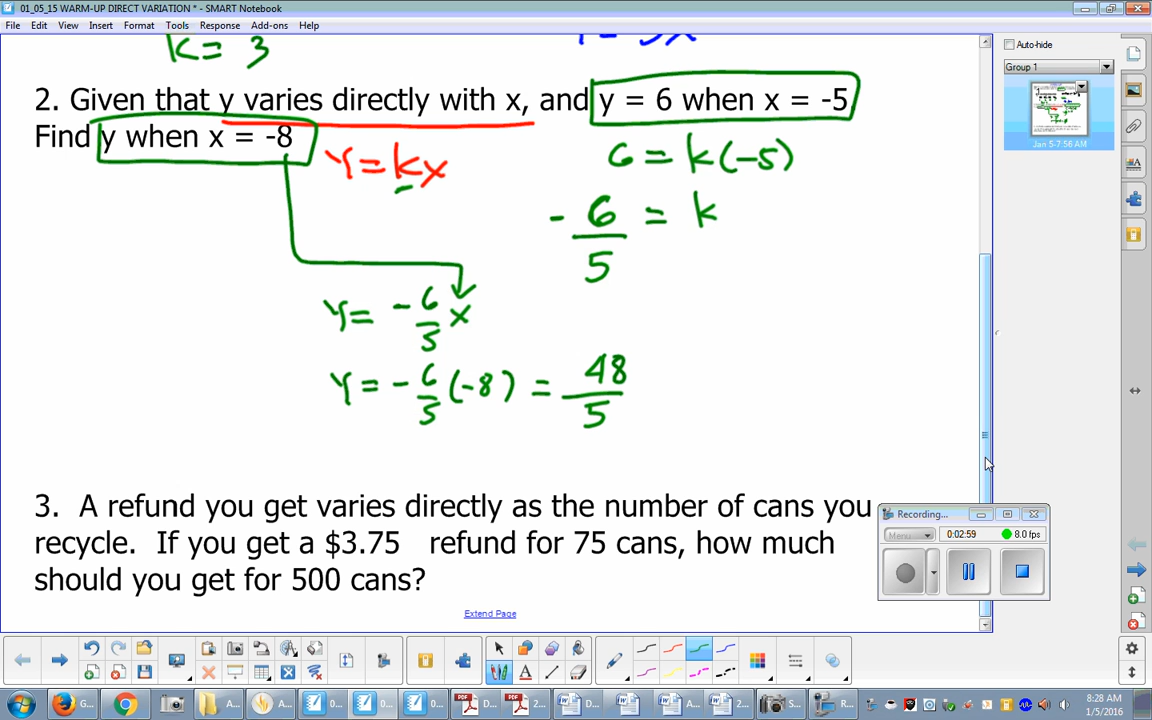 01_05_15 WARM-UP DIRECT VARIATION * - SMART Notebook
File Edit View Insert Format Tools Response Add-ons Help
k = 3
2. Given that y varies directly with x, and y = 6 when x = -5
Find y when x = -8
Y = kx
6 = k(-5)
- 6/5 = k
Y = - 6/5 x
Y = - 6/5 (-8) = 48/5
3. A refund you get varies directly as the number of cans you
recycle. If you get a $3.75 refund for 75 cans, how much
should you get for 500 cans?
Extend Page
Auto-hide
Group 1
Jan 5-7:56 AM
Recording...
Menu
0:02:59
8.0 fps
G...
A...
A...
0...
0...
0...
D...
2...
D...
D...
A...
2...
S...
R...
8:28 AM
1/5/2016